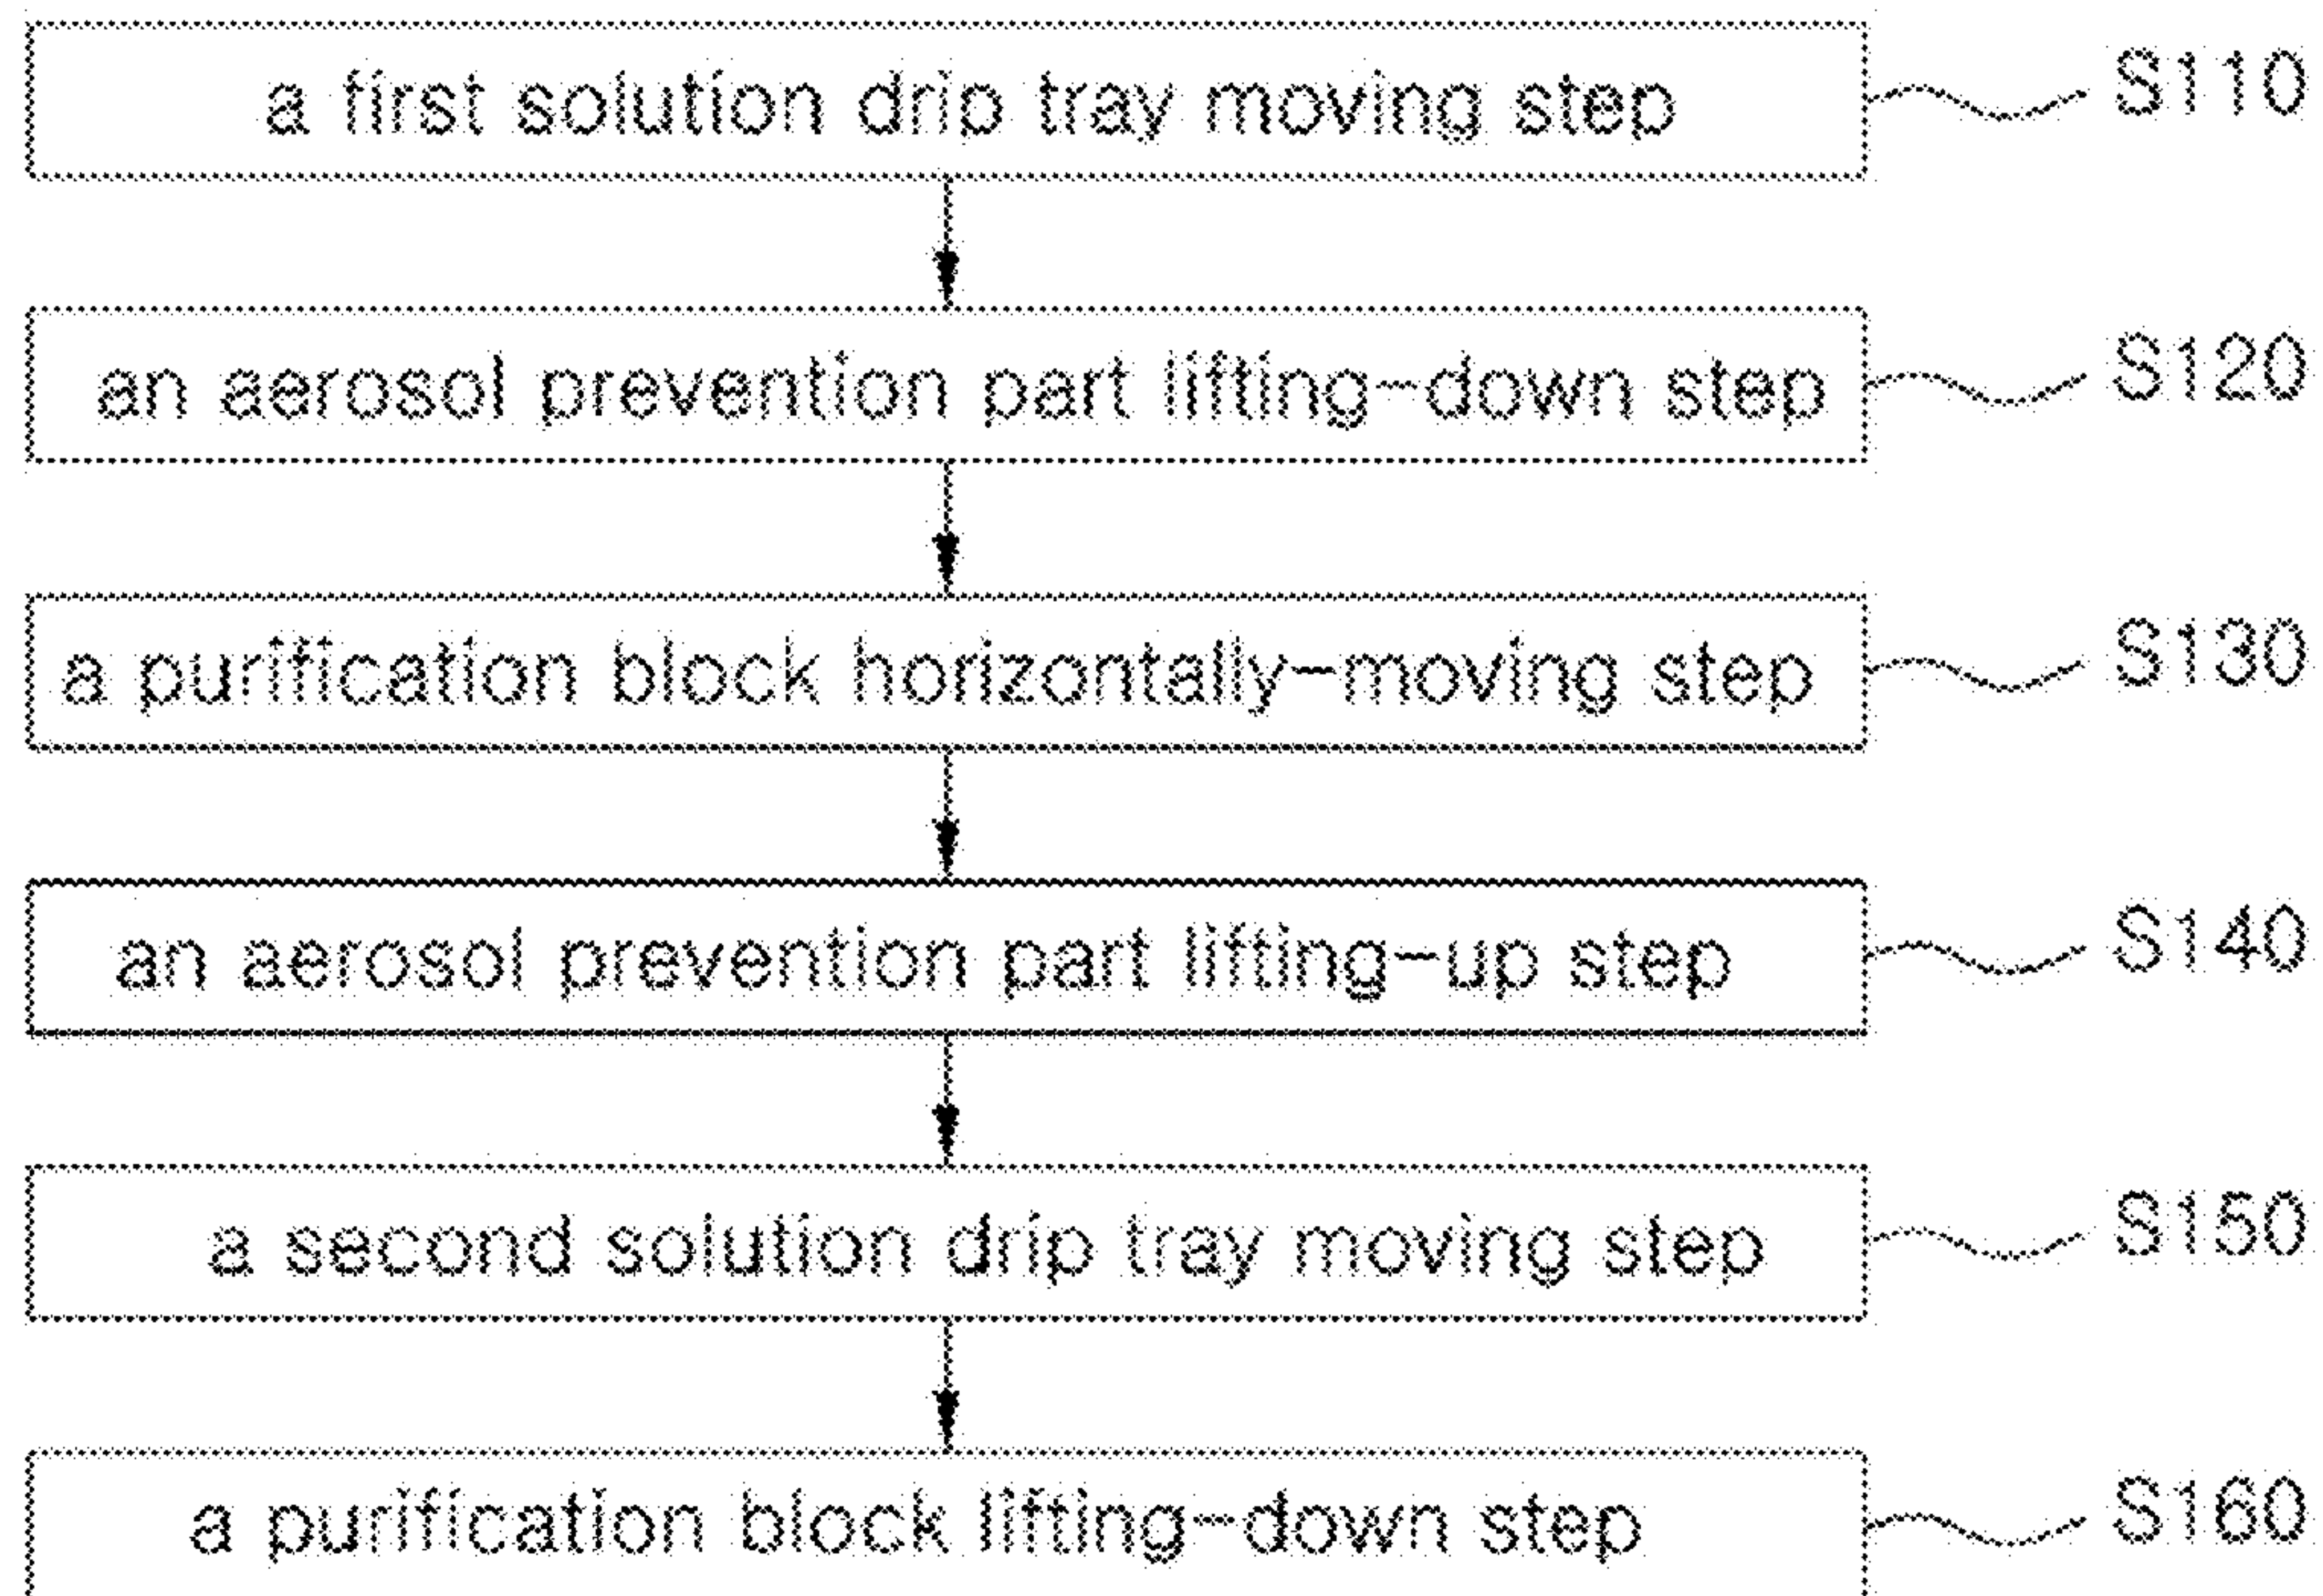 a first solution drip tray moving step S110
an aerosol prevention part lifting-down step S120
a purification block horizontally-moving step S130
an aerosol prevention part lifting-up step S140
a second solution drip tray moving step S150
a purification block lifting-down step S160